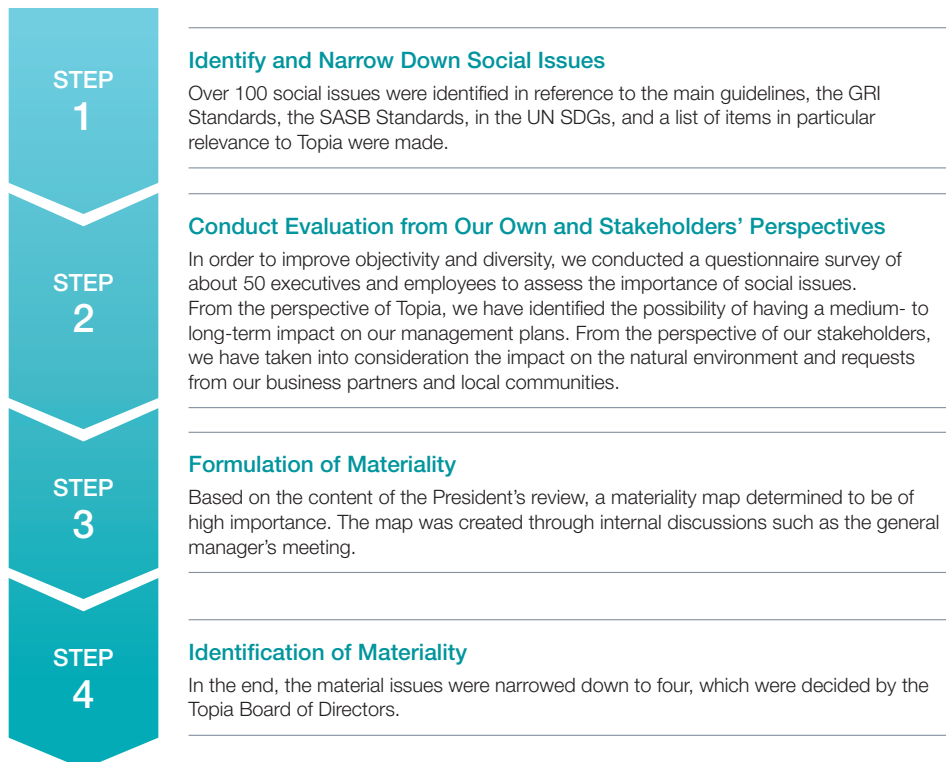 STEP
1
Identify and Narrow Down Social Issues
Over 100 social issues were identified in reference to the main guidelines, the GRI
Standards, the SASB Standards, in the UN SDGs, and a list of items in particular
relevance to Topia were made.
STEP
2
Conduct Evaluation from Our Own and Stakeholders' Perspectives
In order to improve objectivity and diversity, we conducted a questionnaire survey of
about 50 executives and employees to assess the importance of social issues.
From the perspective of Topia, we have identified the possibility of having a medium- to
long-term impact on our management plans. From the perspective of our stakeholders,
we have taken into consideration the impact on the natural environment and requests
from our business partners and local communities.
STEP
3
Formulation of Materiality
Based on the content of the President's review, a materiality map determined to be of
high importance. The map was created through internal discussions such as the general
manager's meeting.
STEP
4
Identification of Materiality
In the end, the material issues were narrowed down to four, which were decided by the
Topia Board of Directors.